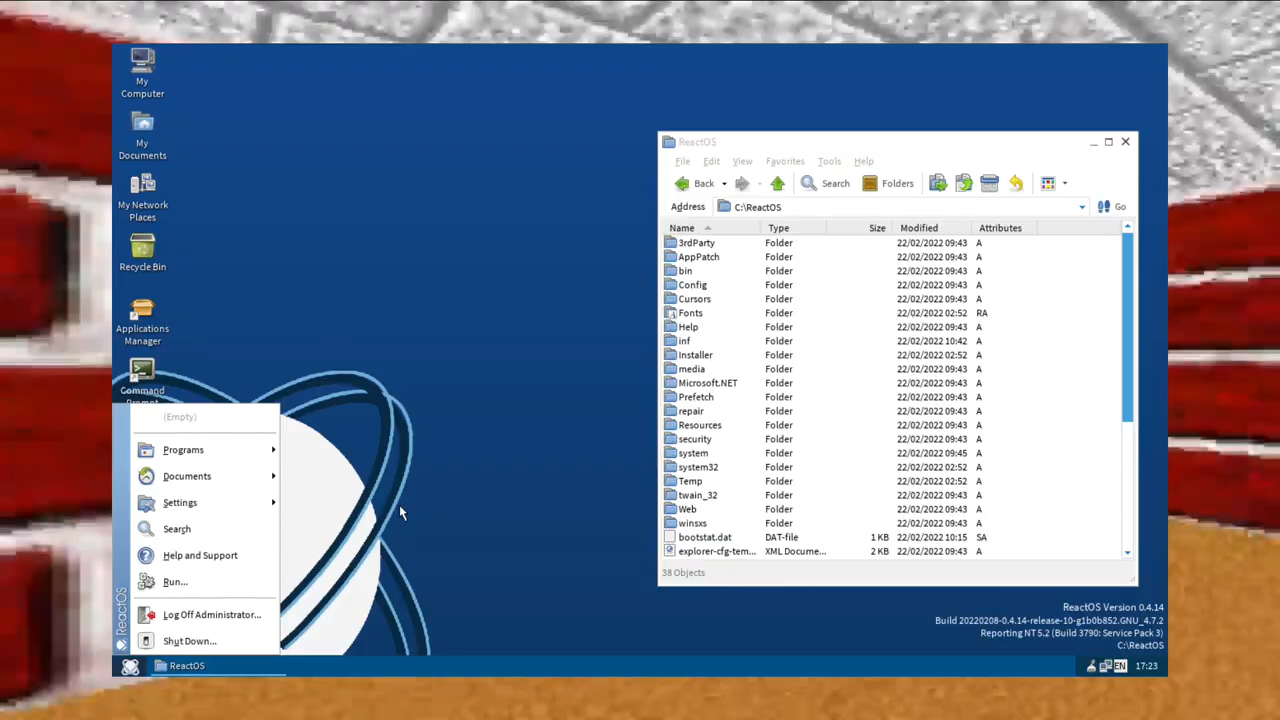 My
Computer
My
Documents
My Network
Places
Recycle Bin
Applications
Manager
Command
Prompt
(Empty)
Programs
Documents
Settings
Search
Help and Support
Run...
Log Off Administrator...
Shut Down...
ReactOS
ReactOS
File Edit View Favorites Tools Help
Back Search Folders
Address C:\ReactOS Go
Name Type Size Modified Attributes
3rdParty Folder 22/02/2022 09:43 A
AppPatch Folder 22/02/2022 09:43 A
bin Folder 22/02/2022 09:43 A
Config Folder 22/02/2022 09:43 A
Cursors Folder 22/02/2022 09:43 A
Fonts Folder 22/02/2022 02:52 RA
Help Folder 22/02/2022 09:43 A
inf Folder 22/02/2022 10:42 A
Installer Folder 22/02/2022 02:52 A
media Folder 22/02/2022 09:43 A
Microsoft.NET Folder 22/02/2022 09:43 A
Prefetch Folder 22/02/2022 09:43 A
repair Folder 22/02/2022 09:43 A
Resources Folder 22/02/2022 09:43 A
security Folder 22/02/2022 09:43 A
system Folder 22/02/2022 09:45 A
system32 Folder 22/02/2022 02:52 A
Temp Folder 22/02/2022 02:52 A
twain_32 Folder 22/02/2022 09:43 A
Web Folder 22/02/2022 09:43 A
winsxs Folder 22/02/2022 09:43 A
bootstat.dat DAT-file 1 KB 22/02/2022 10:15 SA
explorer-cfg-tem... XML Docume... 2 KB 22/02/2022 09:43 A
38 Objects
ReactOS Version 0.4.14
Build 20220208-0.4.14-release-10-g1b0b852.GNU_4.7.2
Reporting NT 5.2 (Build 3790: Service Pack 3)
C:\ReactOS
ReactOS
EN 17:23